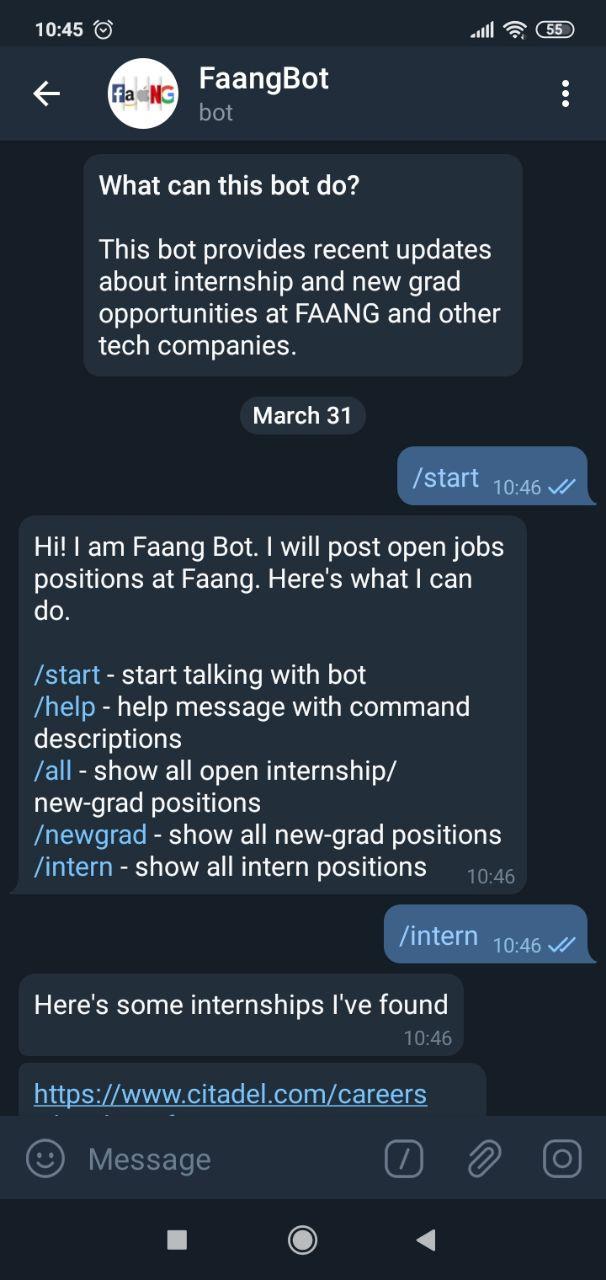 10:45
55
FaaNG
FaangBot
bot
What can this bot do?
This bot provides recent updates
about internship and new grad
opportunities at FAANG and other
tech companies.
March 31
/start 10:46
Hi! I am Faang Bot. I will post open jobs
positions at Faang. Here's what I can
do.
/start - start talking with bot
/help - help message with command
descriptions
/all - show all open internship/
new-grad positions
/newgrad - show all new-grad positions
/intern - show all intern positions 10:46
/intern 10:46
Here's some internships I've found
10:46
https://www.citadel.com/careers
Message